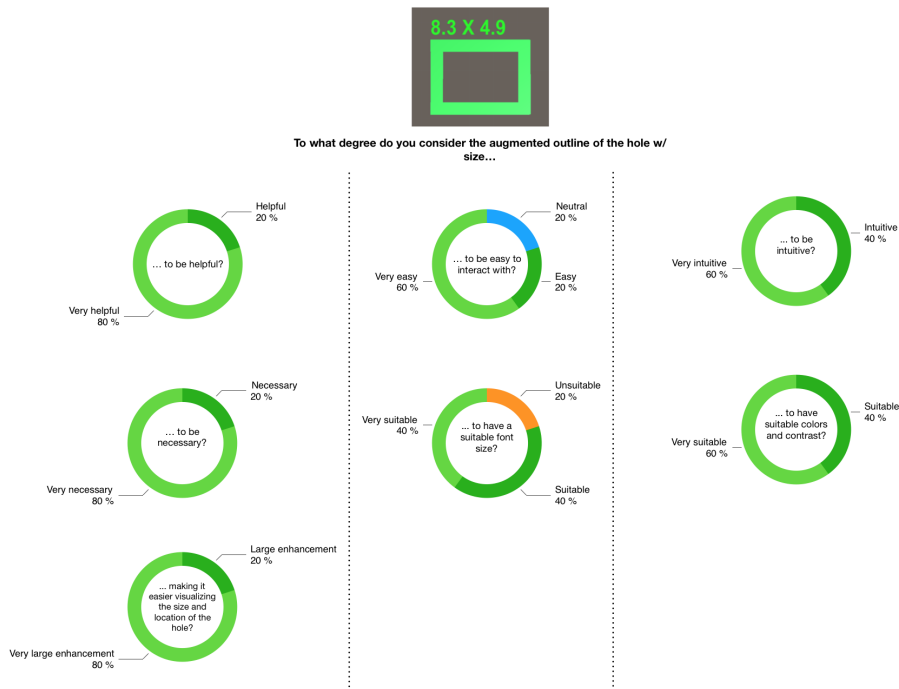 8.3 X 4.9
To what degree do you consider the augmented outline of the hole w/
size…
Helpful
20 %
… to be helpful?
Very helpful
80 %
Necessary
20 %
… to be
necessary?
Very necessary
80 %
Large enhancement
20 %
... making it
easier visualizing
the size and
location of the
hole?
Very large enhancement
80 %
Neutral
20 %
… to be easy to
interact with?
Very easy
60 %
Easy
20 %
Unsuitable
20 %
Very suitable
40 %
... to have a
suitable font
size?
Suitable
40 %
Intuitive
40 %
... to be
intuitive?
Very intuitive
60 %
Suitable
40 %
... to have
suitable colors
and contrast?
Very suitable
60 %